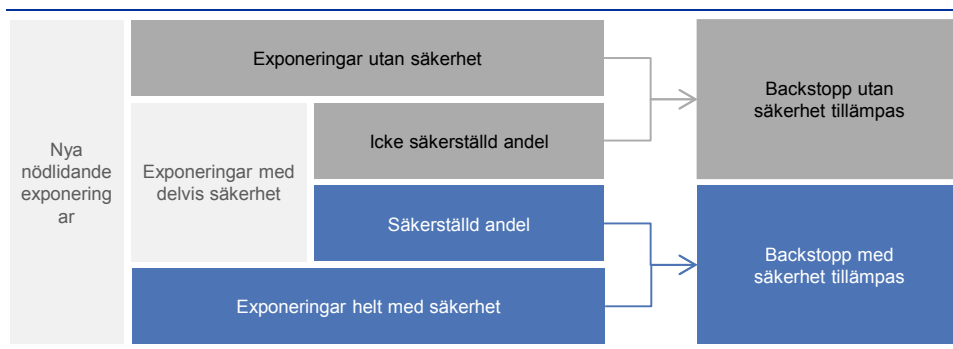 Nya
nödlidande
exponering
ar
Exponeringar utan säkerhet
Exponeringar med
delvis säkerhet
Icke säkerställd andel
Säkerställd andel
Exponeringar helt med säkerhet
Backstopp utan
säkerhet tillämpas
Backstopp med
säkerhet tillämpas